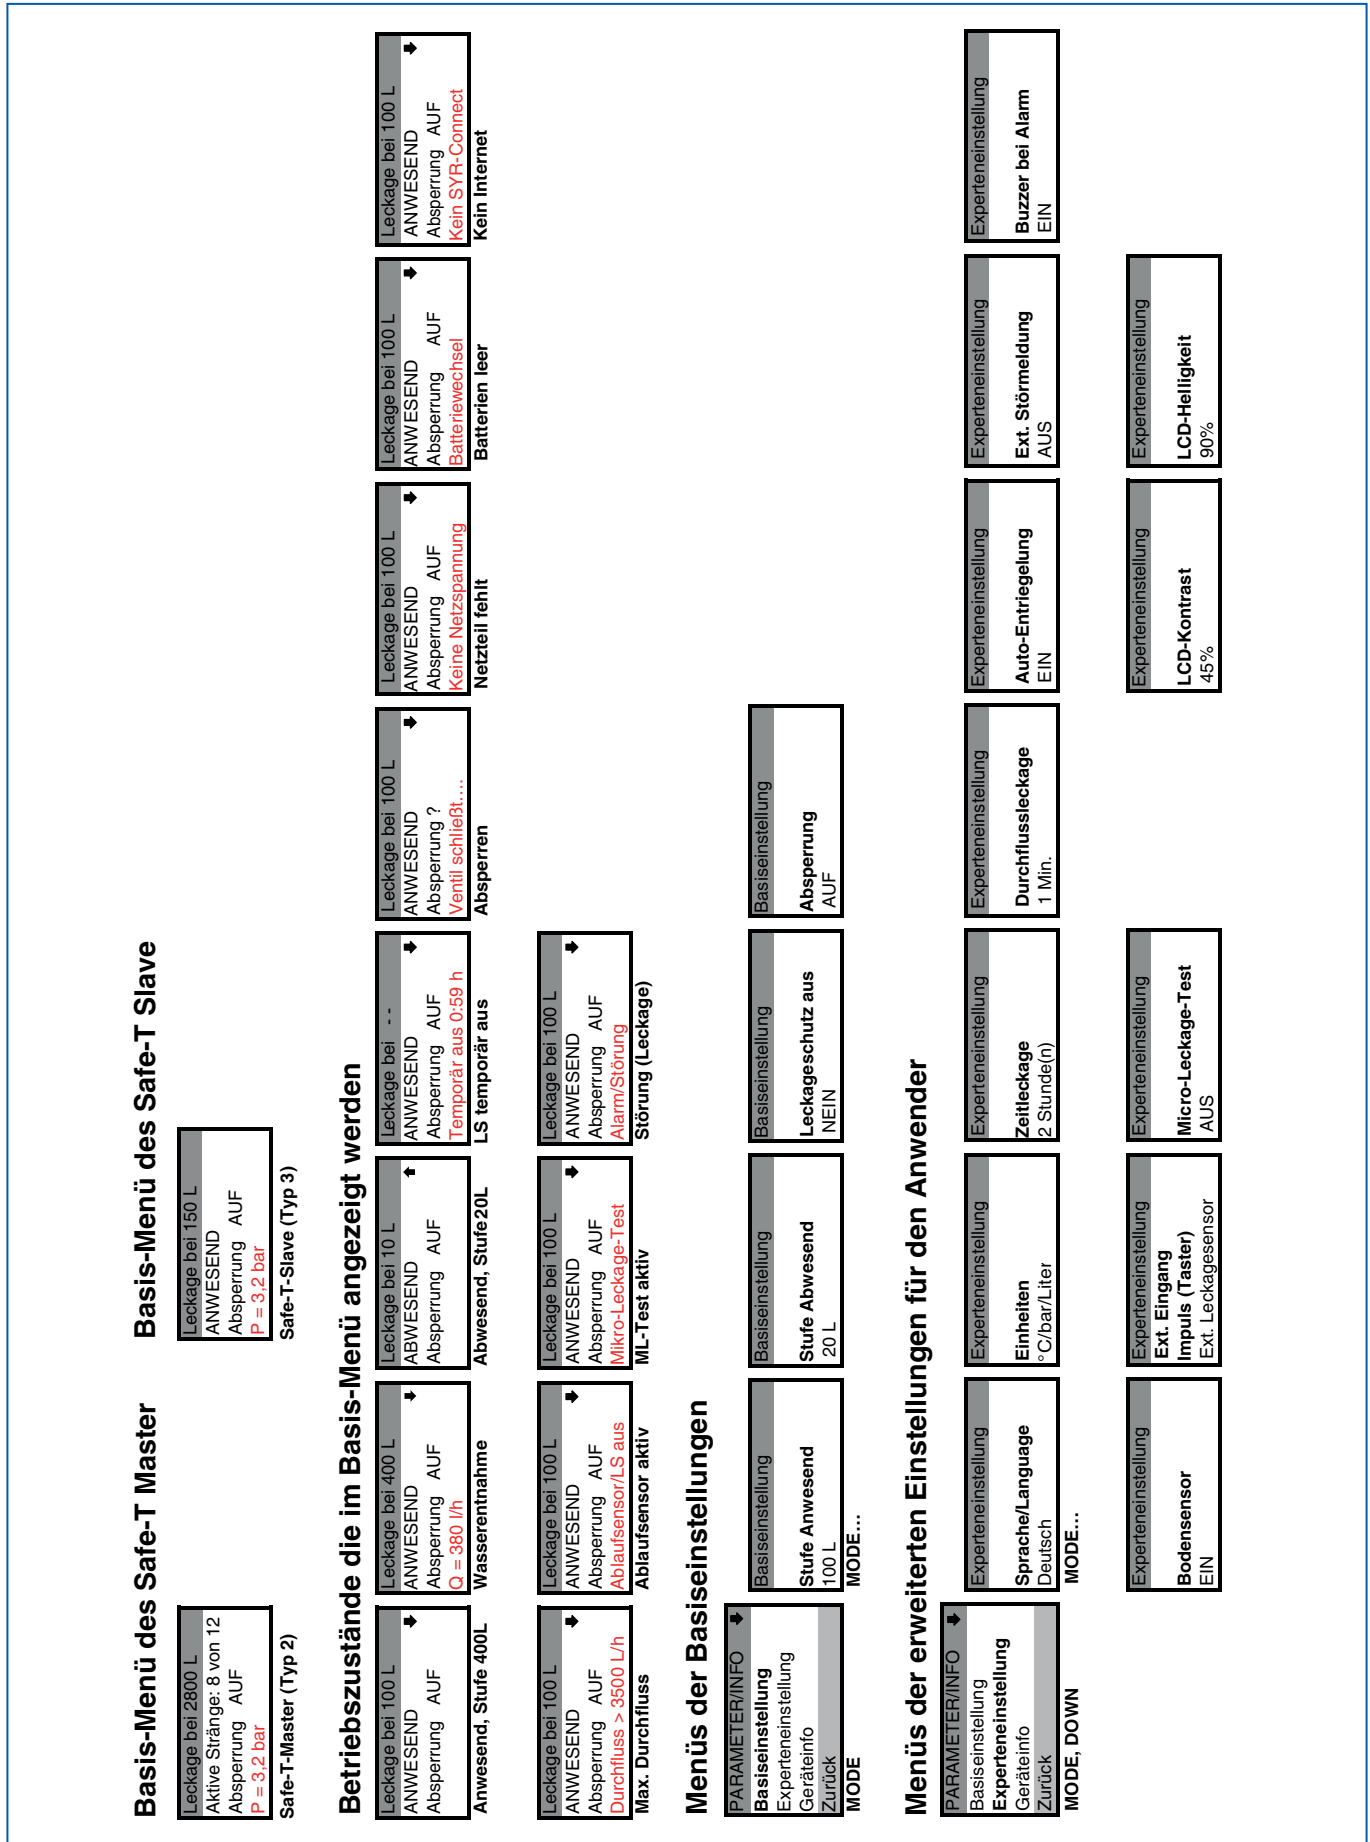 Basis-Menü des Safe-T Master
Leckage bei 2800 L
Aktive Stränge: 8 von 12
Absperrung AUF
P = 3,2 bar
Safe-T-Master (Typ 2)
Basis-Menü des Safe-T Slave
Leckage bei 150 L
ANWESEND
Absperrung AUF
P = 3,2 bar
Safe-T-Slave (Typ 3)
Betriebszustände die im Basis-Menü angezeigt werden
Leckage bei 100 L
ANWESEND
Absperrung AUF
Anwesend, Stufe 400L
Leckage bei 400 L
ANWESEND
Absperrung AUF
Q = 380 l/h
Wasserentnahme
Leckage bei 10 L
ABWESEND
Absperrung AUF
Abwesend, Stufe20L
Leckage bei - -
ANWESEND
Absperrung AUF
Temporär aus 0:59 h
LS temporär aus
Leckage bei 100 L
ANWESEND
Absperrung ?
Ventil schließt....
Absperren
Leckage bei 100 L
ANWESEND
Absperrung AUF
Keine Netzspannung
Netzteil fehlt
Leckage bei 100 L
ANWESEND
Absperrung AUF
Batteriewechsel
Batterien leer
Leckage bei 100 L
ANWESEND
Absperrung AUF
Kein SYR-Connect
Kein Internet
Leckage bei 100 L
ANWESEND
Absperrung AUF
Durchfluss > 3500 L/h
Max. Durchfluss
Leckage bei 100 L
ANWESEND
Absperrung AUF
Ablaufsensor/LS aus
Ablaufsensor aktiv
Leckage bei 100 L
ANWESEND
Absperrung AUF
Mikro-Leckage-Test
ML-Test aktiv
Leckage bei 100 L
ANWESEND
Absperrung AUF
Alarm/Störung
Störung (Leckage)
Menüs der Basiseinstellungen
PARAMETER/INFO
Basiseinstellung
Experteneinstellung
Geräteinfo
Zurück
MODE
Basiseinstellung
Stufe Anwesend
100 L
MODE...
Basiseinstellung
Stufe Abwesend
20 L
Basiseinstellung
Leckageschutz aus
NEIN
Basiseinstellung
Absperrung
AUF
Menüs der erweiterten Einstellungen für den Anwender
PARAMETER/INFO
Basiseinstellung
Experteneinstellung
Geräteinfo
Zurück
MODE, DOWN
Experteneinstellung
Sprache/Language
Deutsch
MODE...
Experteneinstellung
Einheiten
°C/bar/Liter
Experteneinstellung
Zeitleckage
2 Stunde(n)
Experteneinstellung
Durchflussleckage
1 Min.
Experteneinstellung
Auto-Entriegelung
EIN
Experteneinstellung
Ext. Störmeldung
AUS
Experteneinstellung
Buzzer bei Alarm
EIN
Experteneinstellung
Bodensensor
EIN
Experteneinstellung
Ext. Eingang
Impuls (Taster)
Ext. Leckagesensor
Experteneinstellung
Micro-Leckage-Test
AUS
Experteneinstellung
LCD-Kontrast
45%
Experteneinstellung
LCD-Helligkeit
90%